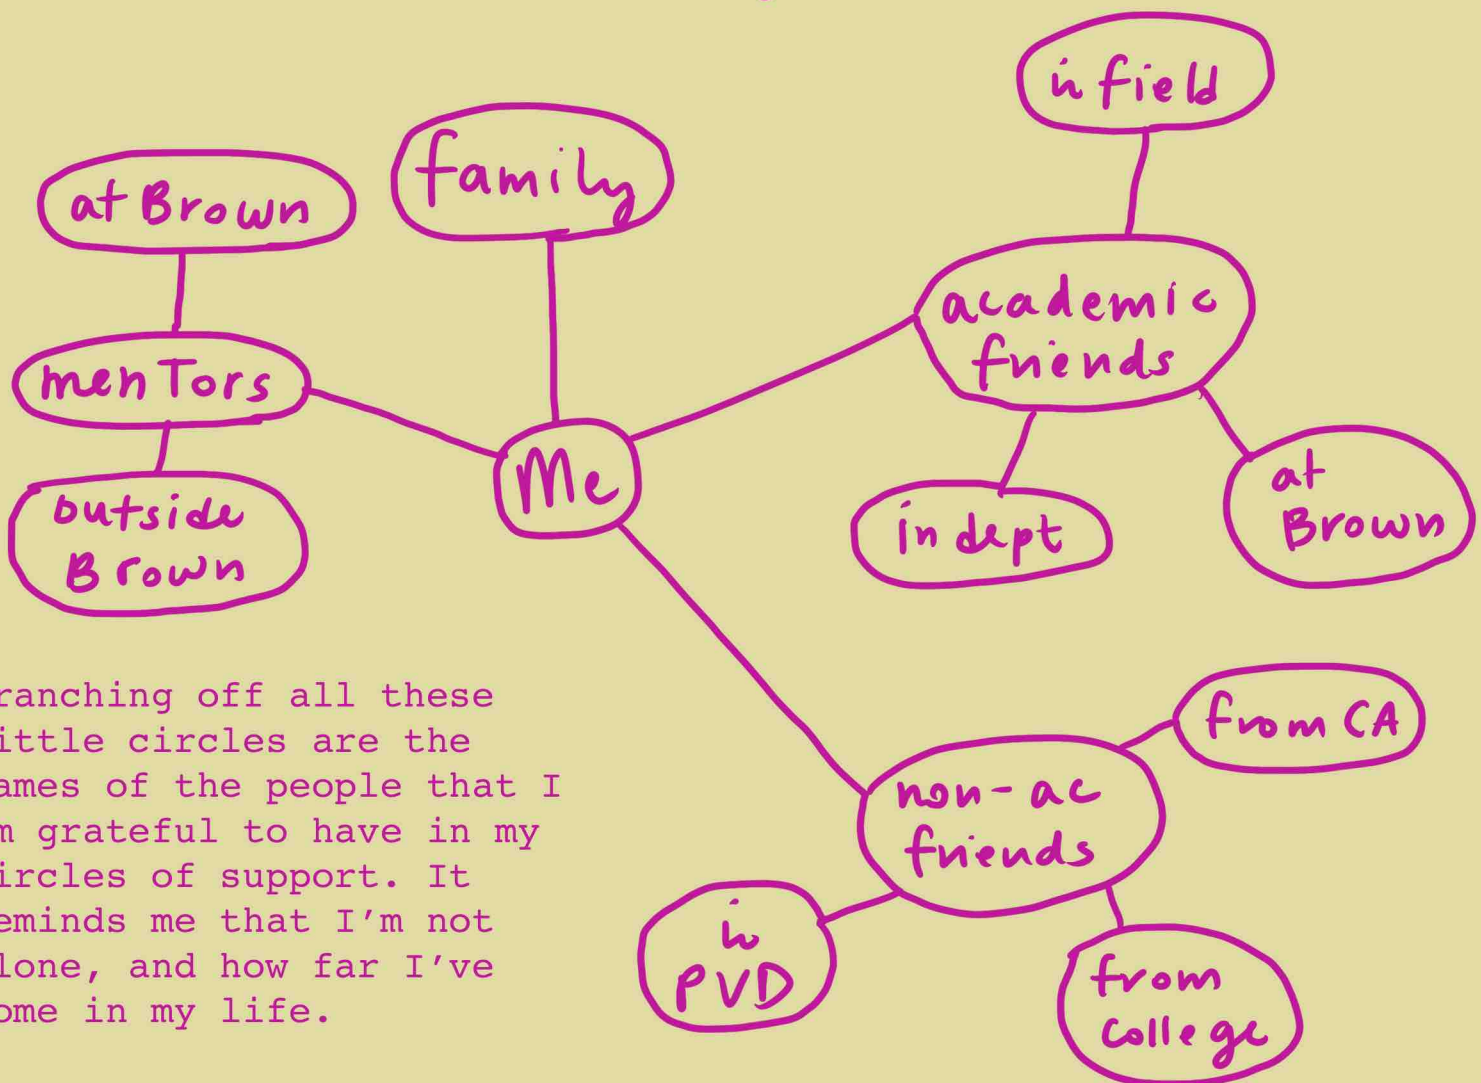 in field
family
at Brown
academic
friends
menTors
Me
outside
Brown
in dept
at
Brown
ranching off all these
ittle circles are the
ames of the people that I
m grateful to have in my
ircles of support. It
eminds me that I'm not
lone, and how far I've
ome in my life.
from CA
non-ac
friends
in
PVD
from
college